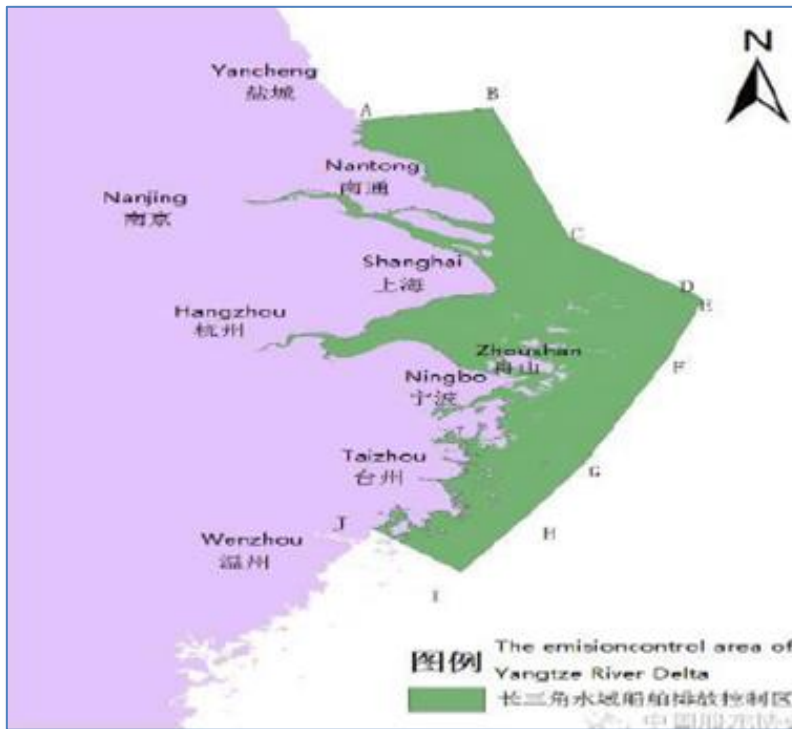 N
Yancheng
盐城
A
B
Nantong
南通
Nanjing
南京
C
Shanghai
上海
D
E
Hangzhou
杭州
Zhoushan
舟山
F
Ningbo
宁波
Taizhou
台州
G
J
H
Wenzhou
温州
I
图例
The emisioncontrol area of
Yangtze River Delta
长三角水域船舶排放控制区